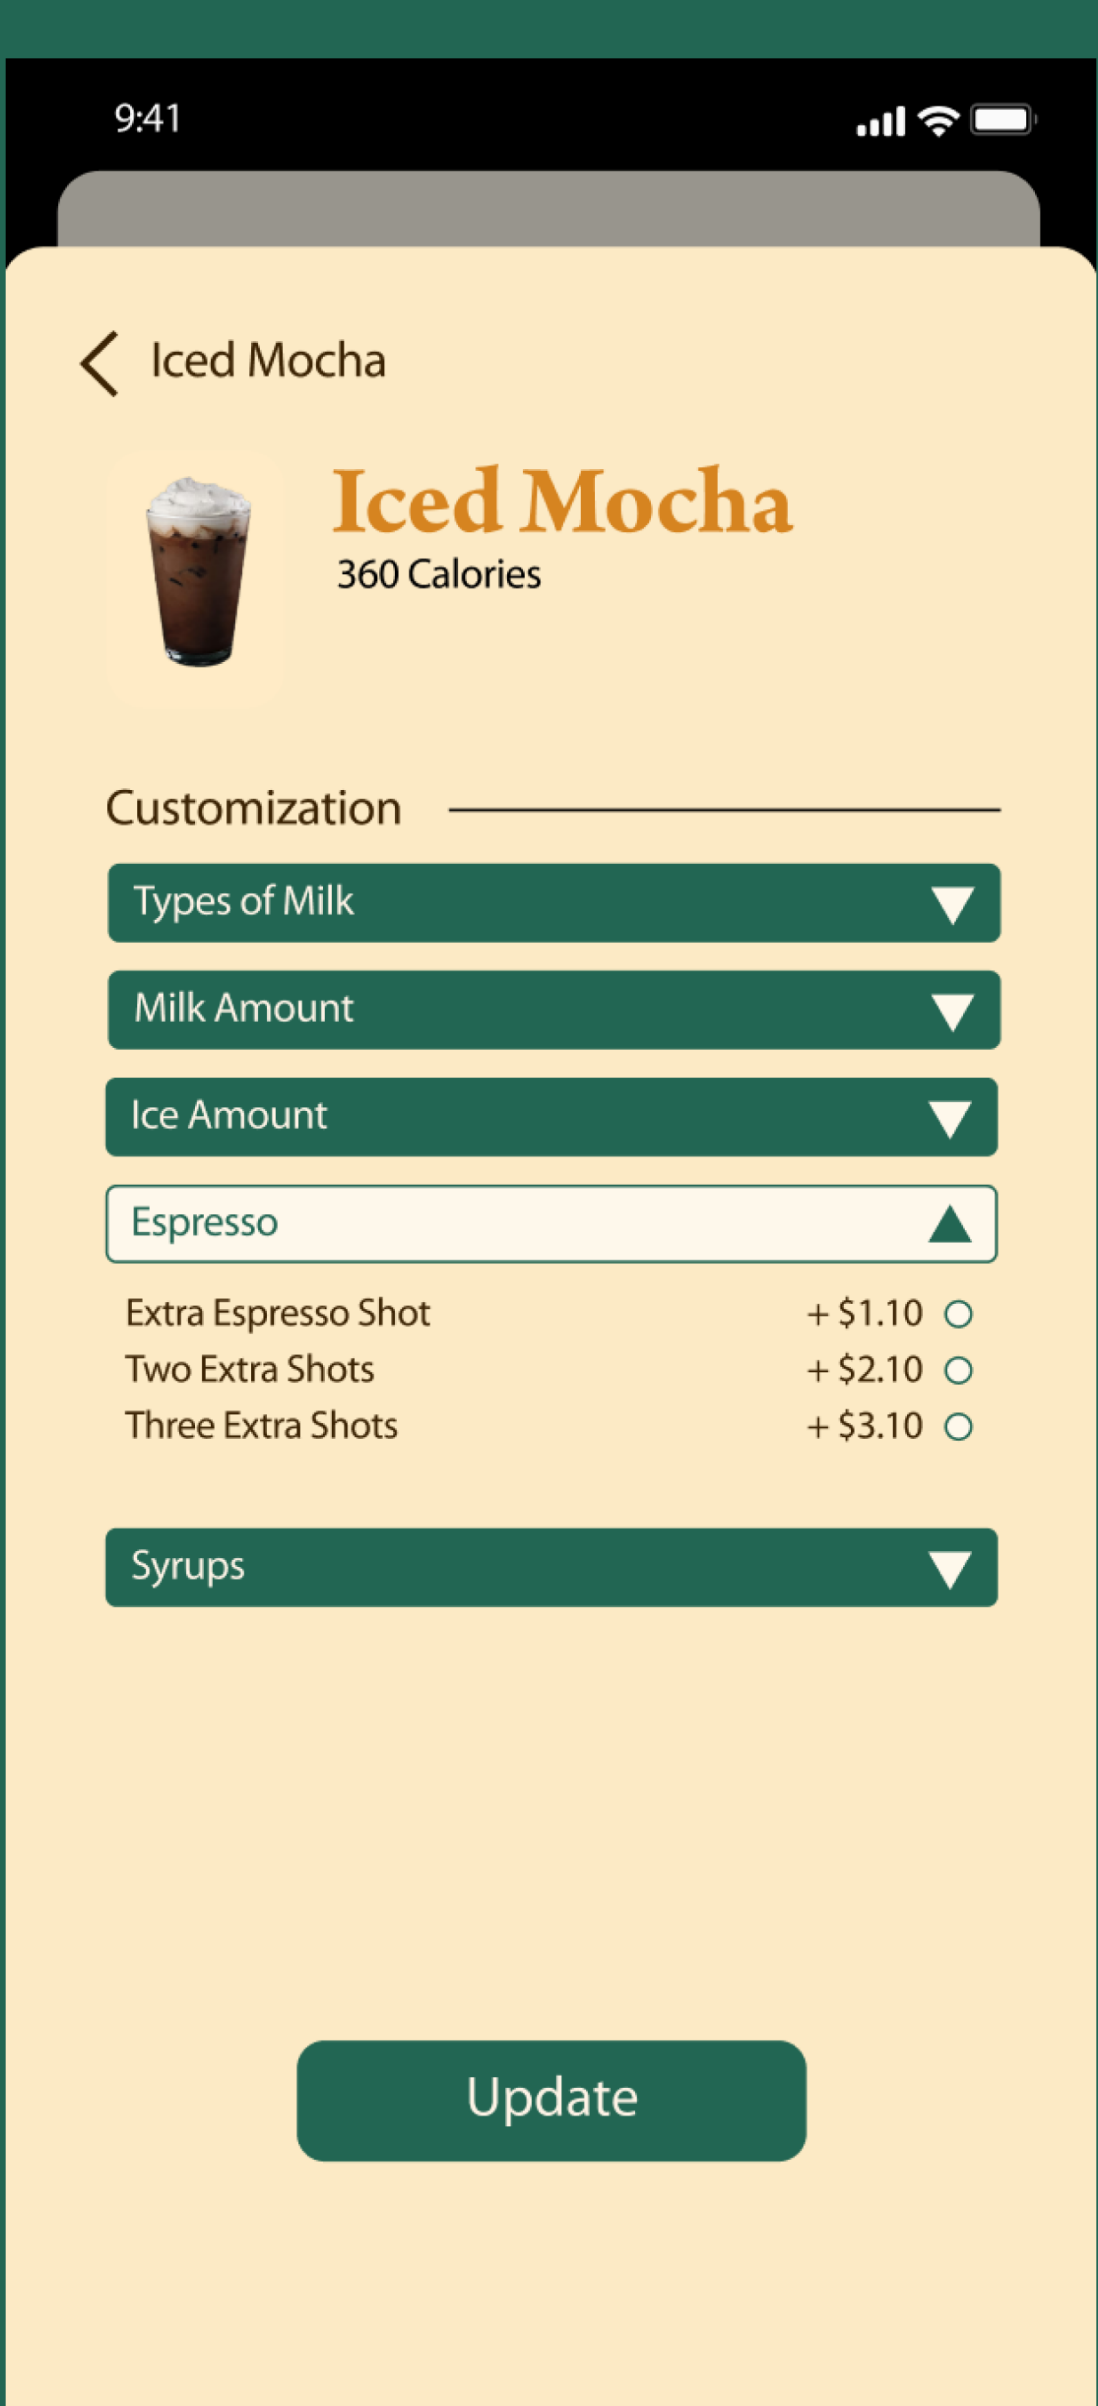 9:41
Iced Mocha
Iced Mocha
360 Calories
Customization
Types of Milk
Milk Amount
Ice Amount
Espresso
Extra Espresso Shot + $1.10
Two Extra Shots + $2.10
Three Extra Shots + $3.10
Syrups
Update